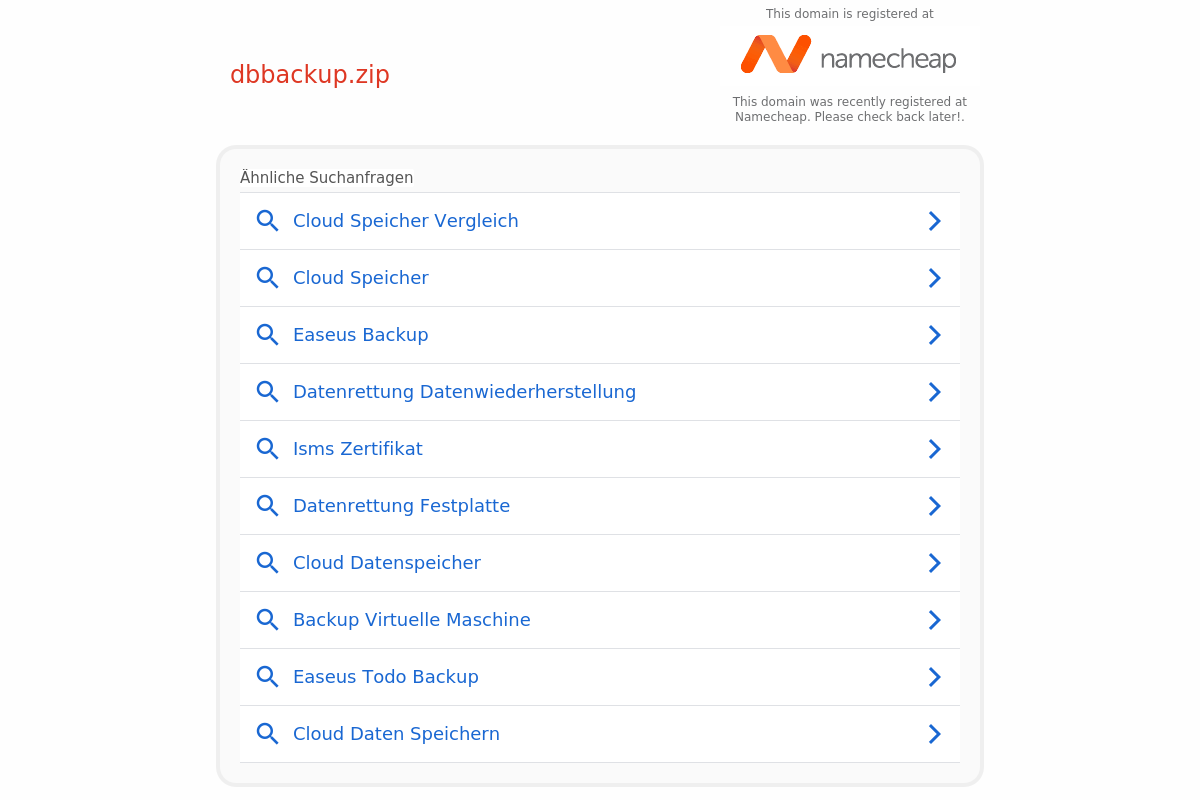 This domain is registered at
namecheap
dbbackup.zip
This domain was recently registered at
Namecheap. Please check back later!.
Ähnliche Suchanfragen
Cloud Speicher Vergleich
Cloud Speicher
Easeus Backup
Datenrettung Datenwiederherstellung
Isms Zertifikat
Datenrettung Festplatte
Cloud Datenspeicher
Backup Virtuelle Maschine
Easeus Todo Backup
Cloud Daten Speichern